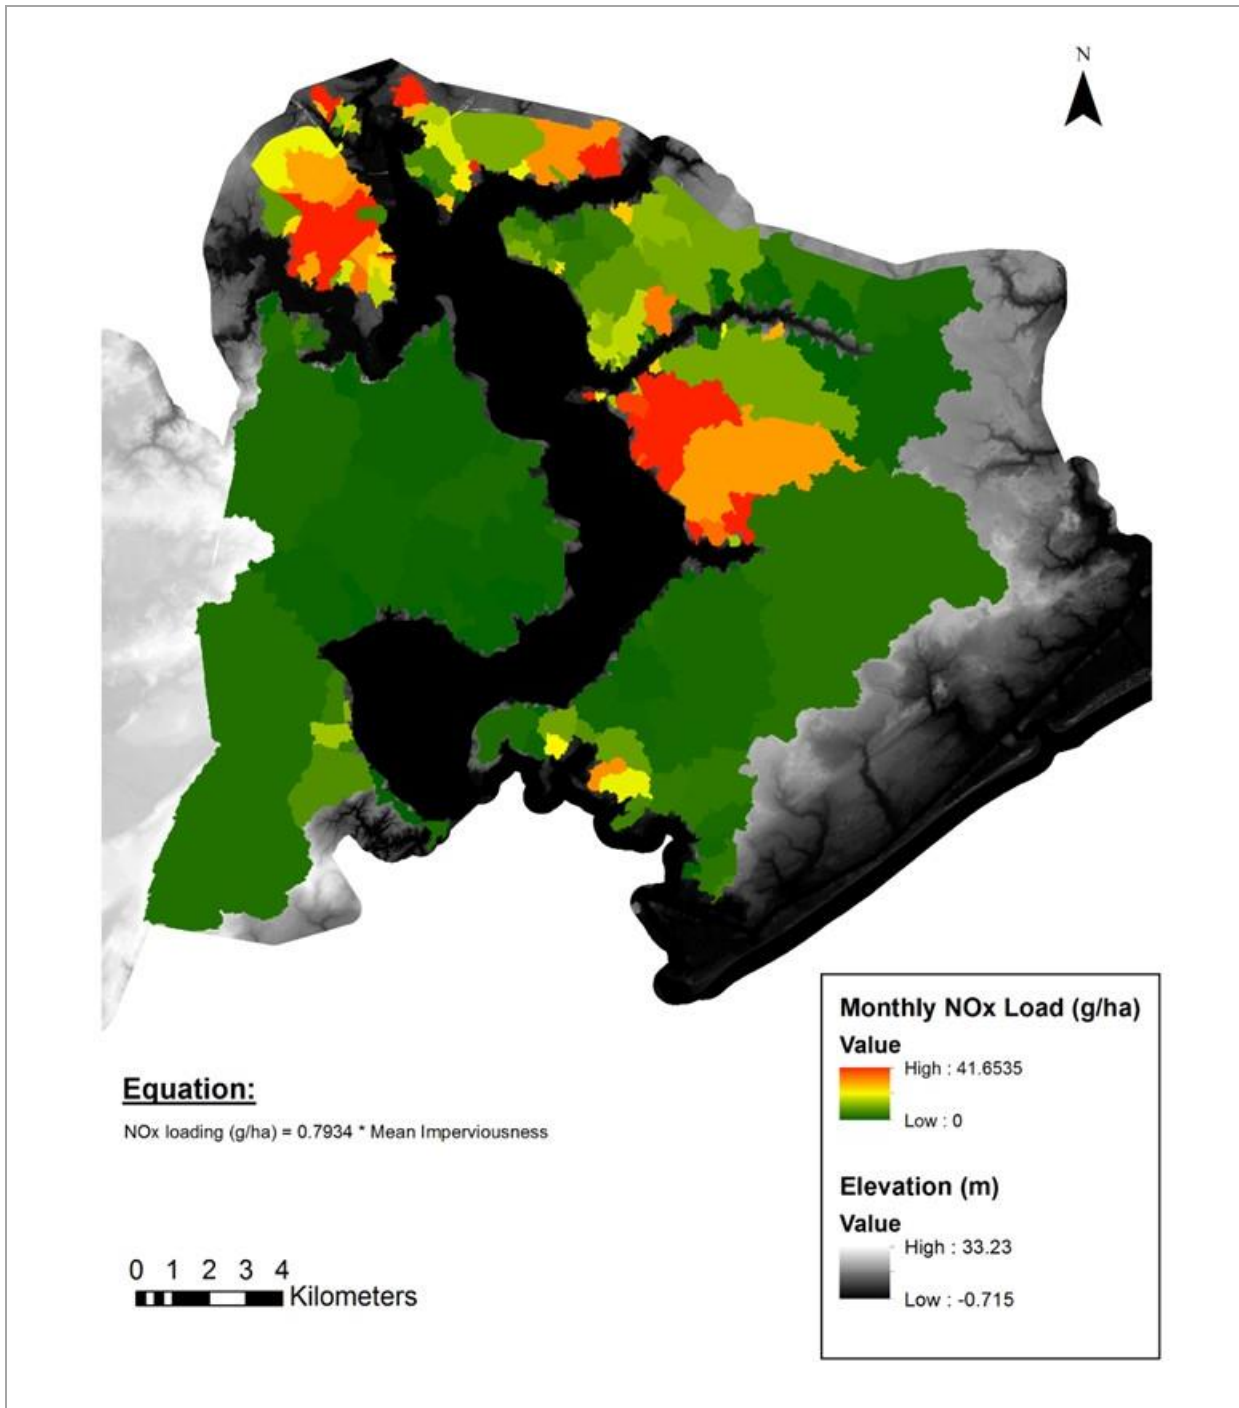 N
Monthly NOx Load (g/ha)
Value
High : 41.6535
Low : 0
Equation:
NOx loading (g/ha) = 0.7934 * Mean Imperviousness
Elevation (m)
Value
High : 33.23
Low : -0.715
0 1 2 3 4
Kilometers